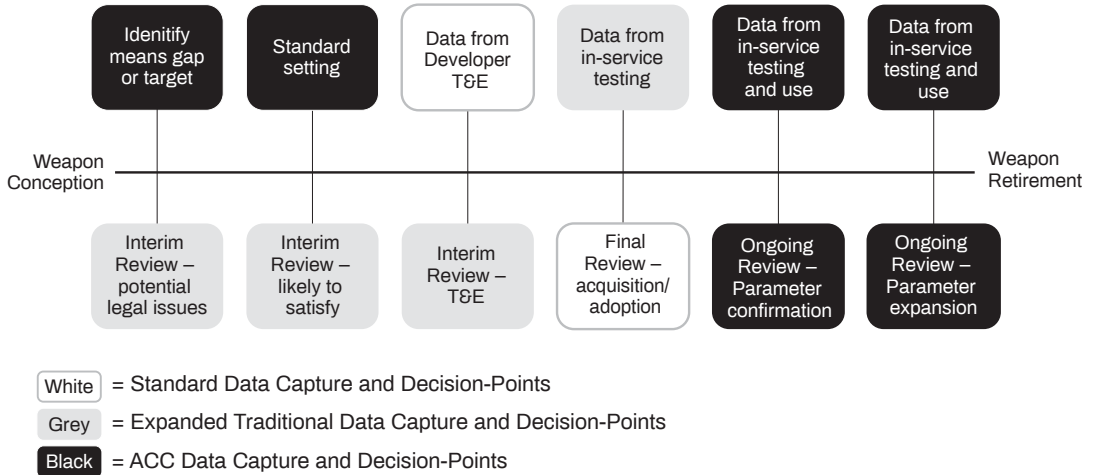 Idenitify
means gap
or target
Standard
setting
Data from
Developer
T&E
Data from
in-service
testing
Data from
in-service
testing
and use
Data from
in-service
testing and
use
Weapon
Conception
Weapon
Retirement
Interim
Review –
potential
legal issues
Interim
Review –
likely to
satisfy
Interim
Review –
T&E
Final
Review –
acquisition/
adoption
Ongoing
Review –
Parameter
confirmation
Ongoing
Review –
Parameter
expansion
White = Standard Data Capture and Decision-Points
Grey = Expanded Traditional Data Capture and Decision-Points
Black = ACC Data Capture and Decision-Points